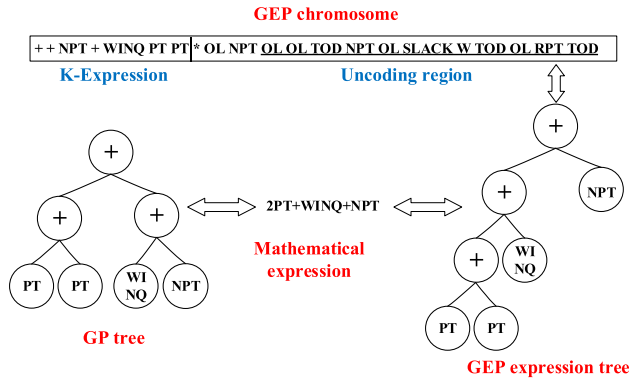 GEP chromosome
+ + NPT + WINQ PT PT * OL NPT OL OL TOD NPT OL SLACK W TOD OL RPT TOD
K-Expression Uncoding region
+
+
NPT
+ +
+
2PT+WINQ+NPT
WI
NQ
+
Mathematical
expression
PT PT WI
NQ NPT
PT PT
GP tree
GEP expression tree